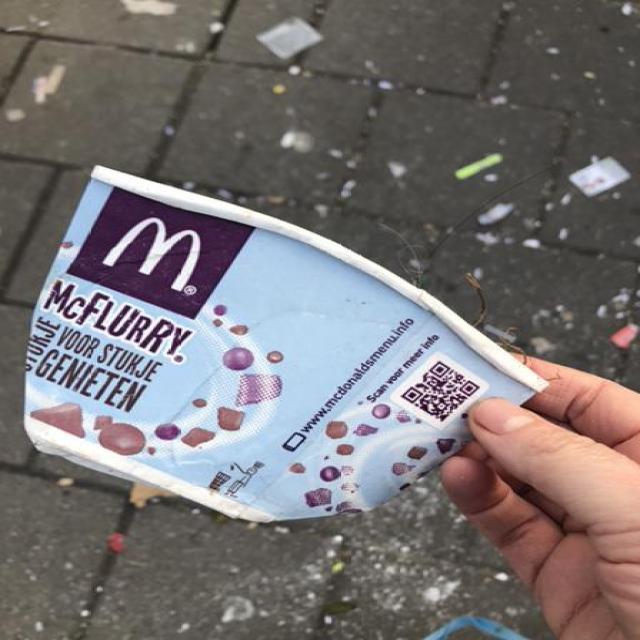 M®
McFLURRY®
STUKJE VOOR STUKJE
GENIETEN
www.mcdonaldsmenu.info
Scan voor meer info